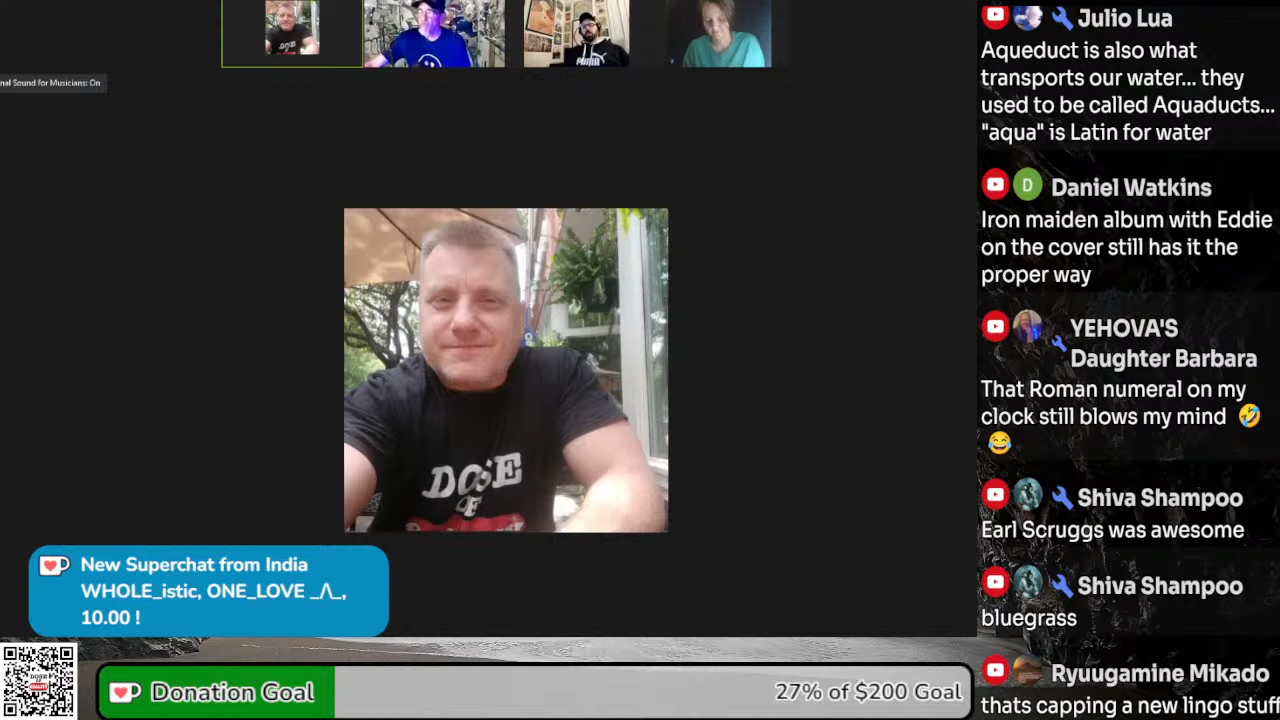 nal Sound for Musicians: On
PUMA
DOSE
OF
New Superchat from India
WHOLE_istic, ONE_LOVE _/\_,
10.00 !
Donation Goal
27% of $200 Goal
Julio Lua
Aqueduct is also what
transports our water... they
used to be called Aquaducts...
"aqua" is Latin for water
D
Daniel Watkins
Iron maiden album with Eddie
on the cover still has it the
proper way
YEHOVA'S
Daughter Barbara
That Roman numeral on my
clock still blows my mind 🤣
😂
Shiva Shampoo
Earl Scruggs was awesome
Shiva Shampoo
bluegrass
Ryuugamine Mikado
thats capping a new lingo stuff